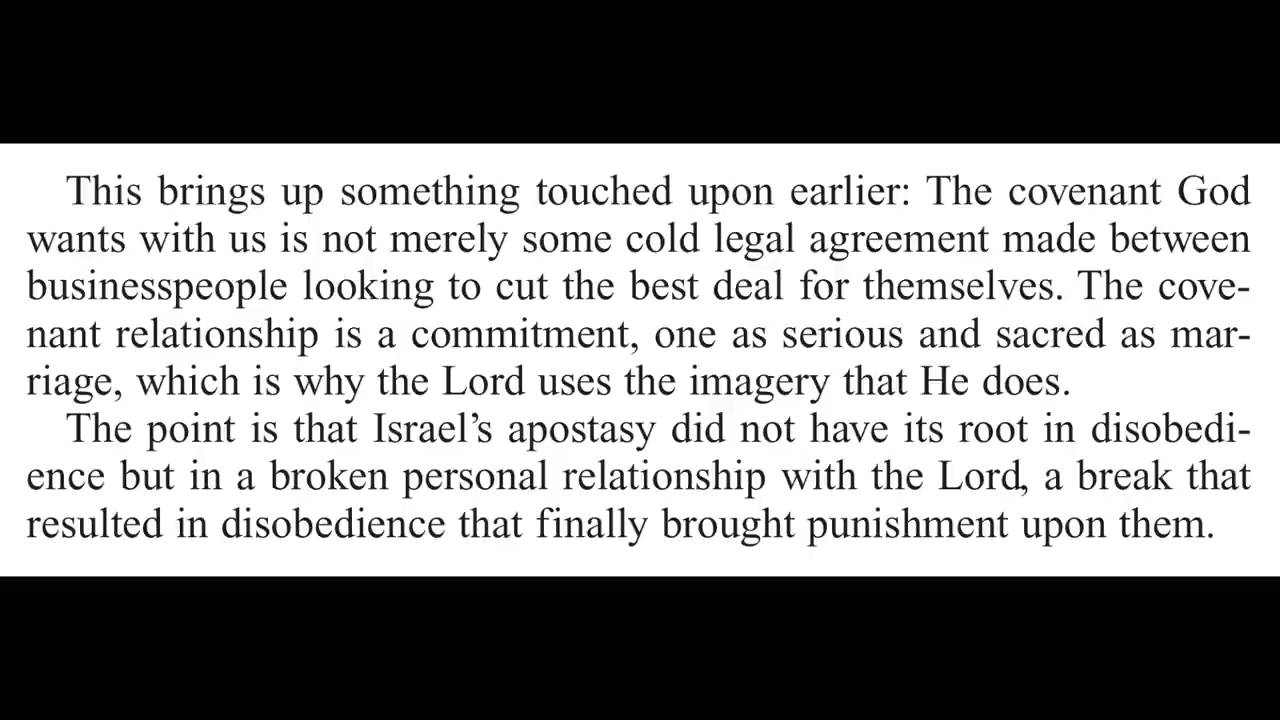 This brings up something touched upon earlier: The covenant God
wants with us is not merely some cold legal agreement made between
businesspeople looking to cut the best deal for themselves. The cove-
nant relationship is a commitment, one as serious and sacred as mar-
riage, which is why the Lord uses the imagery that He does.
The point is that Israel’s apostasy did not have its root in disobedi-
ence but in a broken personal relationship with the Lord, a break that
resulted in disobedience that finally brought punishment upon them.